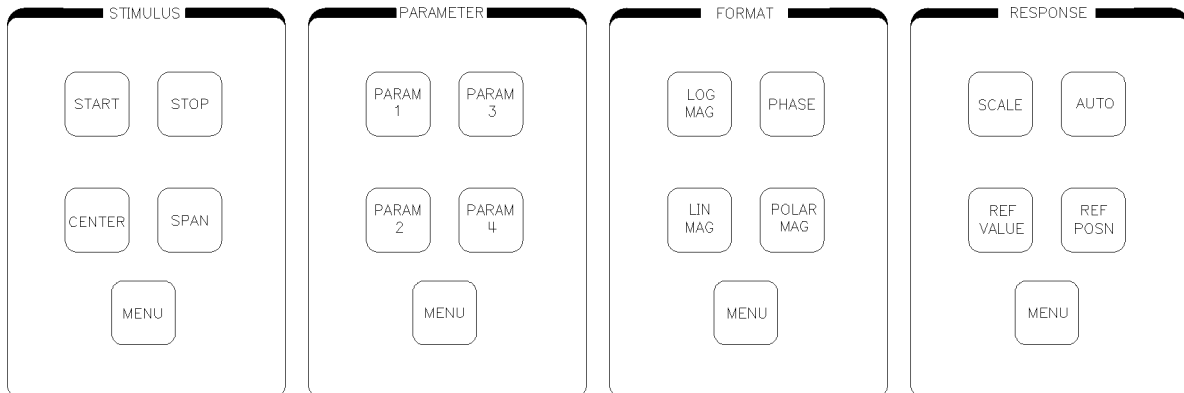 STIMULUS
START
STOP
CENTER
SPAN
MENU
PARAMETER
PARAM
1
PARAM
3
PARAM
2
PARAM
4
MENU
FORMAT
LOG
MAG
PHASE
LIN
MAG
POLAR
MAG
MENU
RESPONSE
SCALE
AUTO
REF
VALUE
REF
POSN
MENU